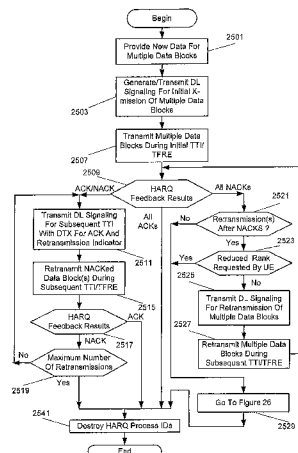 Begin
Provide New Data For
Multiple Data Blocks
2501
Generate/Transmit DL
Signaling For Initial X-
mission Of Multiple Data
Blocks
2503
Transmit Multiple
Data Blocks During Initial TTI/
TFRE
2507
2509
HARQ
Feedback Results
ACK/NACK
All
ACKs
All NACKs
2521
Retransmission(s)
After NACKS ?
No
Yes
2523
Transmit DL Signaling
For Subsequent TTI
With DTX For ACK And
Retransmission Indicator
2511
Reduced Rank
Requested By UE
Yes
No
2525
Retransmit NACKed
Data Block(s) During
Subsequent TTI/TFRE
2515
Transmit DL Signaling
For Retransmission Of
Multiple Data Blocks
2527
HARQ
Feedback Results
ACK
NACK
2517
Retransmit Multiple Data
Blocks During
Subsequent TTI/TFRE
Maximum Number
Of Retransmissions
No
Yes
2519
Go To Figure 26
2529
2541
Destroy HARQ Process IDs
End